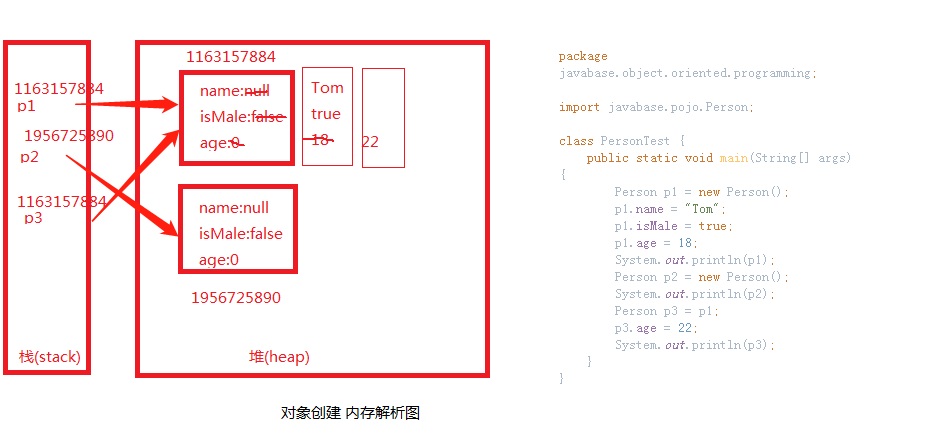 1163157884
p1
1956725890
p2
1163157884
p3
栈(stack)
1163157884
name:null
isMale:false
age:0
Tom
true
18
22
name:null
isMale:false
age:0
1956725890
堆(heap)
package
javabase.object.oriented.programming;
import javabase.pojo.Person;
class PersonTest {
public static void main(String[] args)
{
Person p1 = new Person();
p1.name = "Tom";
p1.isMale = true;
p1.age = 18;
System.out.println(p1);
Person p2 = new Person();
System.out.println(p2);
Person p3 = p1;
p3.age = 22;
System.out.println(p3);
}
}
对象创建 内存解析图